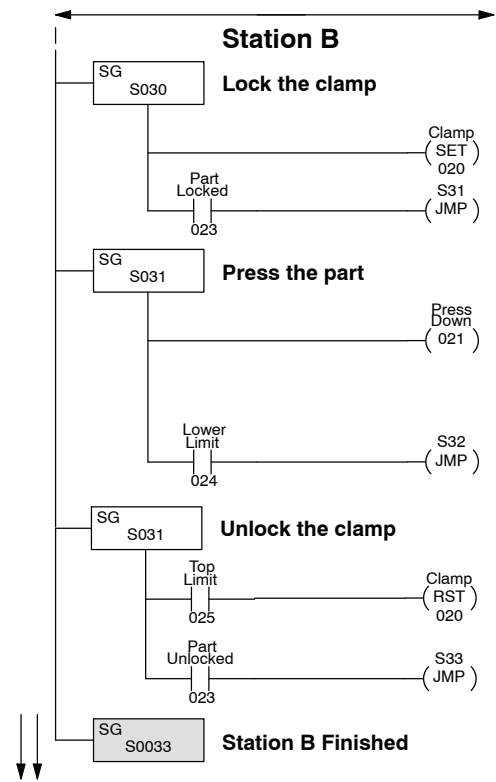 Station B
SG
S030
Lock the clamp
Clamp
SET
020
Part
Locked
023
S31
JMP
SG
S031
Press the part
Press
Down
021
Lower
Limit
024
S32
JMP
SG
S031
Unlock the clamp
Top
Limit
025
Clamp
RST
020
Part
Unlocked
023
S33
JMP
SG
S0033
Station B Finished